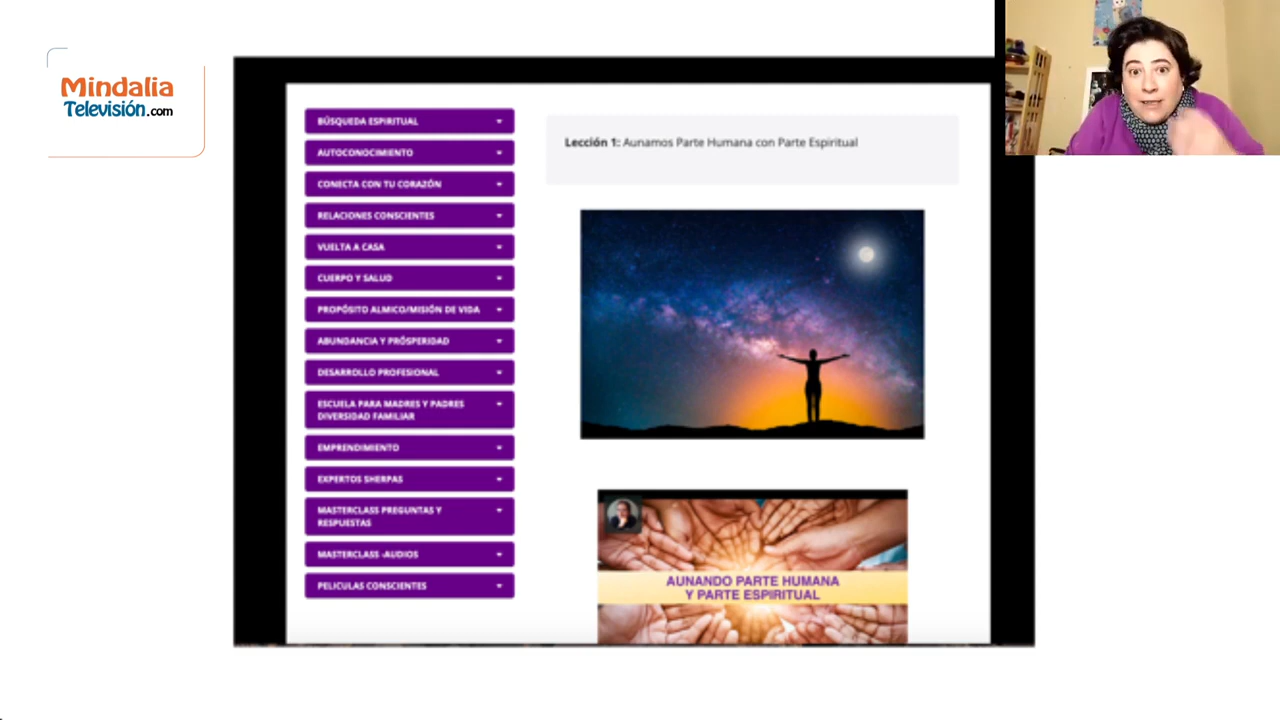 Mindalia
Televisión.com
BÚSQUEDA ESPIRITUAL
AUTOCONOCIMIENTO
CONECTA CON TU CORAZÓN
RELACIONES CONSCIENTES
VUELTA A CASA
CUERPO Y SALUD
PROPÓSITO ALMICO/MISIÓN DE VIDA
ABUNDANCIA Y PRÓSPERIDAD
DESARROLLO PROFESIONAL
ESCUELA PARA MADRES Y PADRES
DIVERSIDAD FAMILIAR
EMPRENDIMIENTO
EXPERTOS SHERPAS
MASTERCLASS PREGUNTAS Y
RESPUESTAS
MASTERCLASS -AUDIOS
PELICULAS CONSCIENTES
Lección 1: Aunamos Parte Humana con Parte Espiritual
AUNANDO PARTE HUMANA
Y PARTE ESPIRITUAL